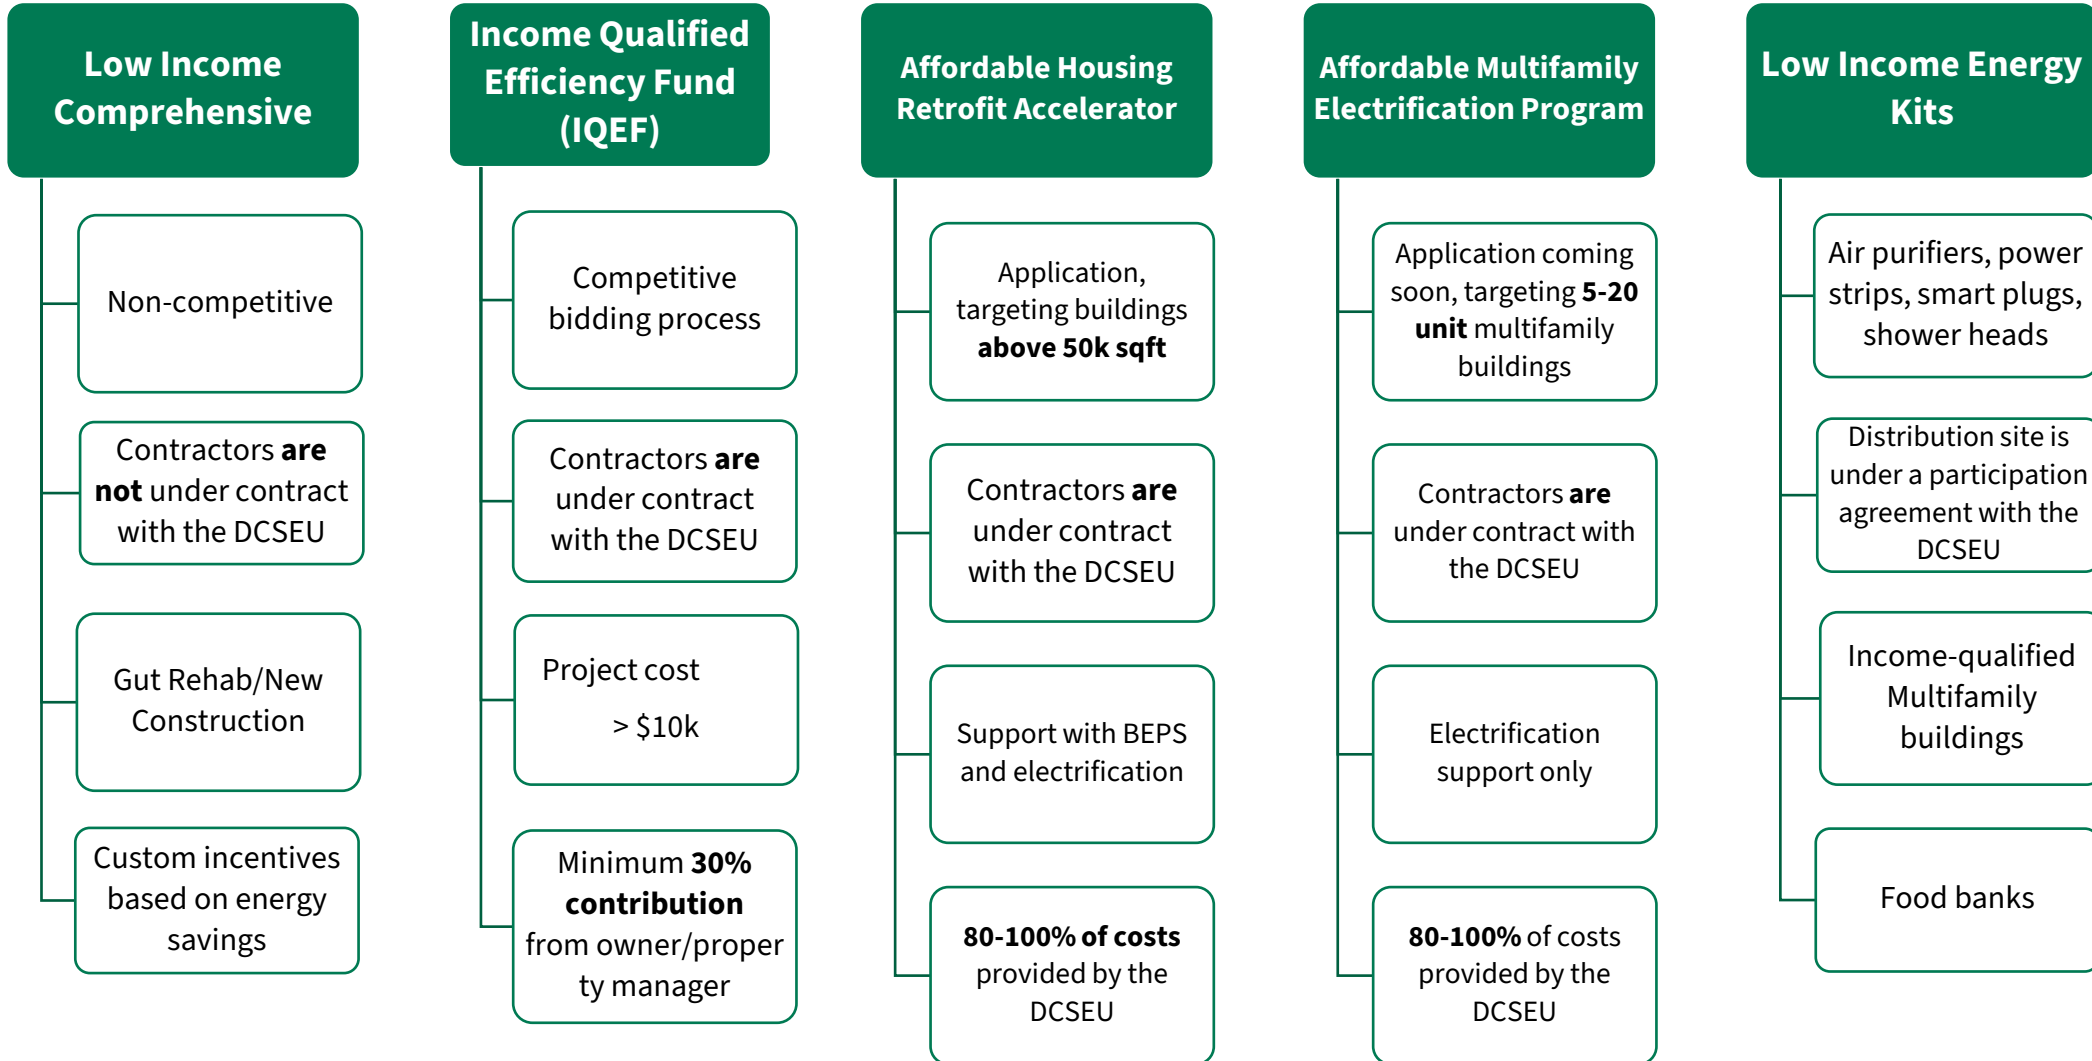 Low Income
Comprehensive
Non-competitive
Contractors are
not under contract
with the DCSEU
Gut Rehab/New
Construction
Custom incentives
based on energy
savings
Income Qualified
Efficiency Fund
(IQEF)
Competitive
bidding process
Contractors are
under contract
with the DCSEU
Project cost
> $10k
Minimum 30%
contribution
from owner/proper
ty manager
Affordable Housing
Retrofit Accelerator
Application,
targeting buildings
above 50k sqft
Contractors are
under contract
with the DCSEU
Support with BEPS
and electrification
80-100% of costs
provided by the
DCSEU
Affordable Multifamily
Electrification Program
Application coming
soon, targeting 5-20
unit multifamily
buildings
Contractors are
under contract with
the DCSEU
Electrification
support only
80-100% of costs
provided by the
DCSEU
Low Income Energy
Kits
Air purifiers, power
strips, smart plugs,
shower heads
Distribution site is
under a participation
agreement with the
DCSEU
Income-qualified
Multifamily
buildings
Food banks